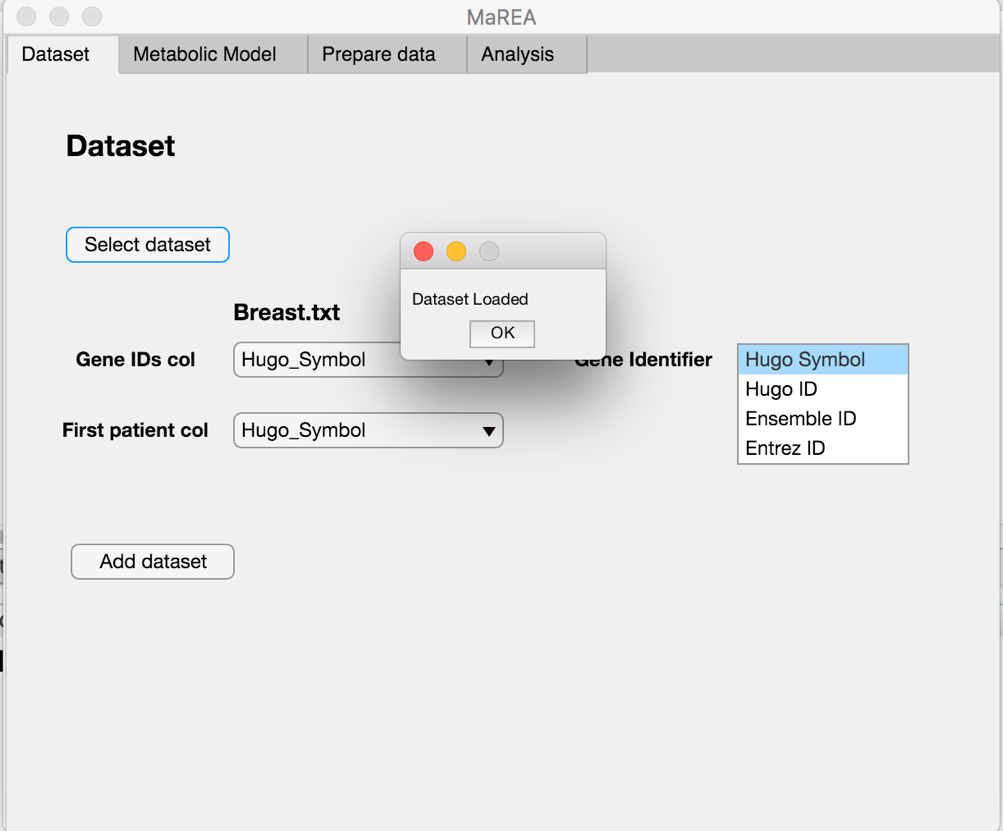 MaREA
Dataset Metabolic Model Prepare data Analysis
Dataset
Select dataset
Dataset Loaded
OK
Breast.txt
Gene IDs col Hugo_Symbol Gene Identifier Hugo Symbol
Hugo ID
Ensemble ID
Entrez ID
First patient col Hugo_Symbol
Add dataset